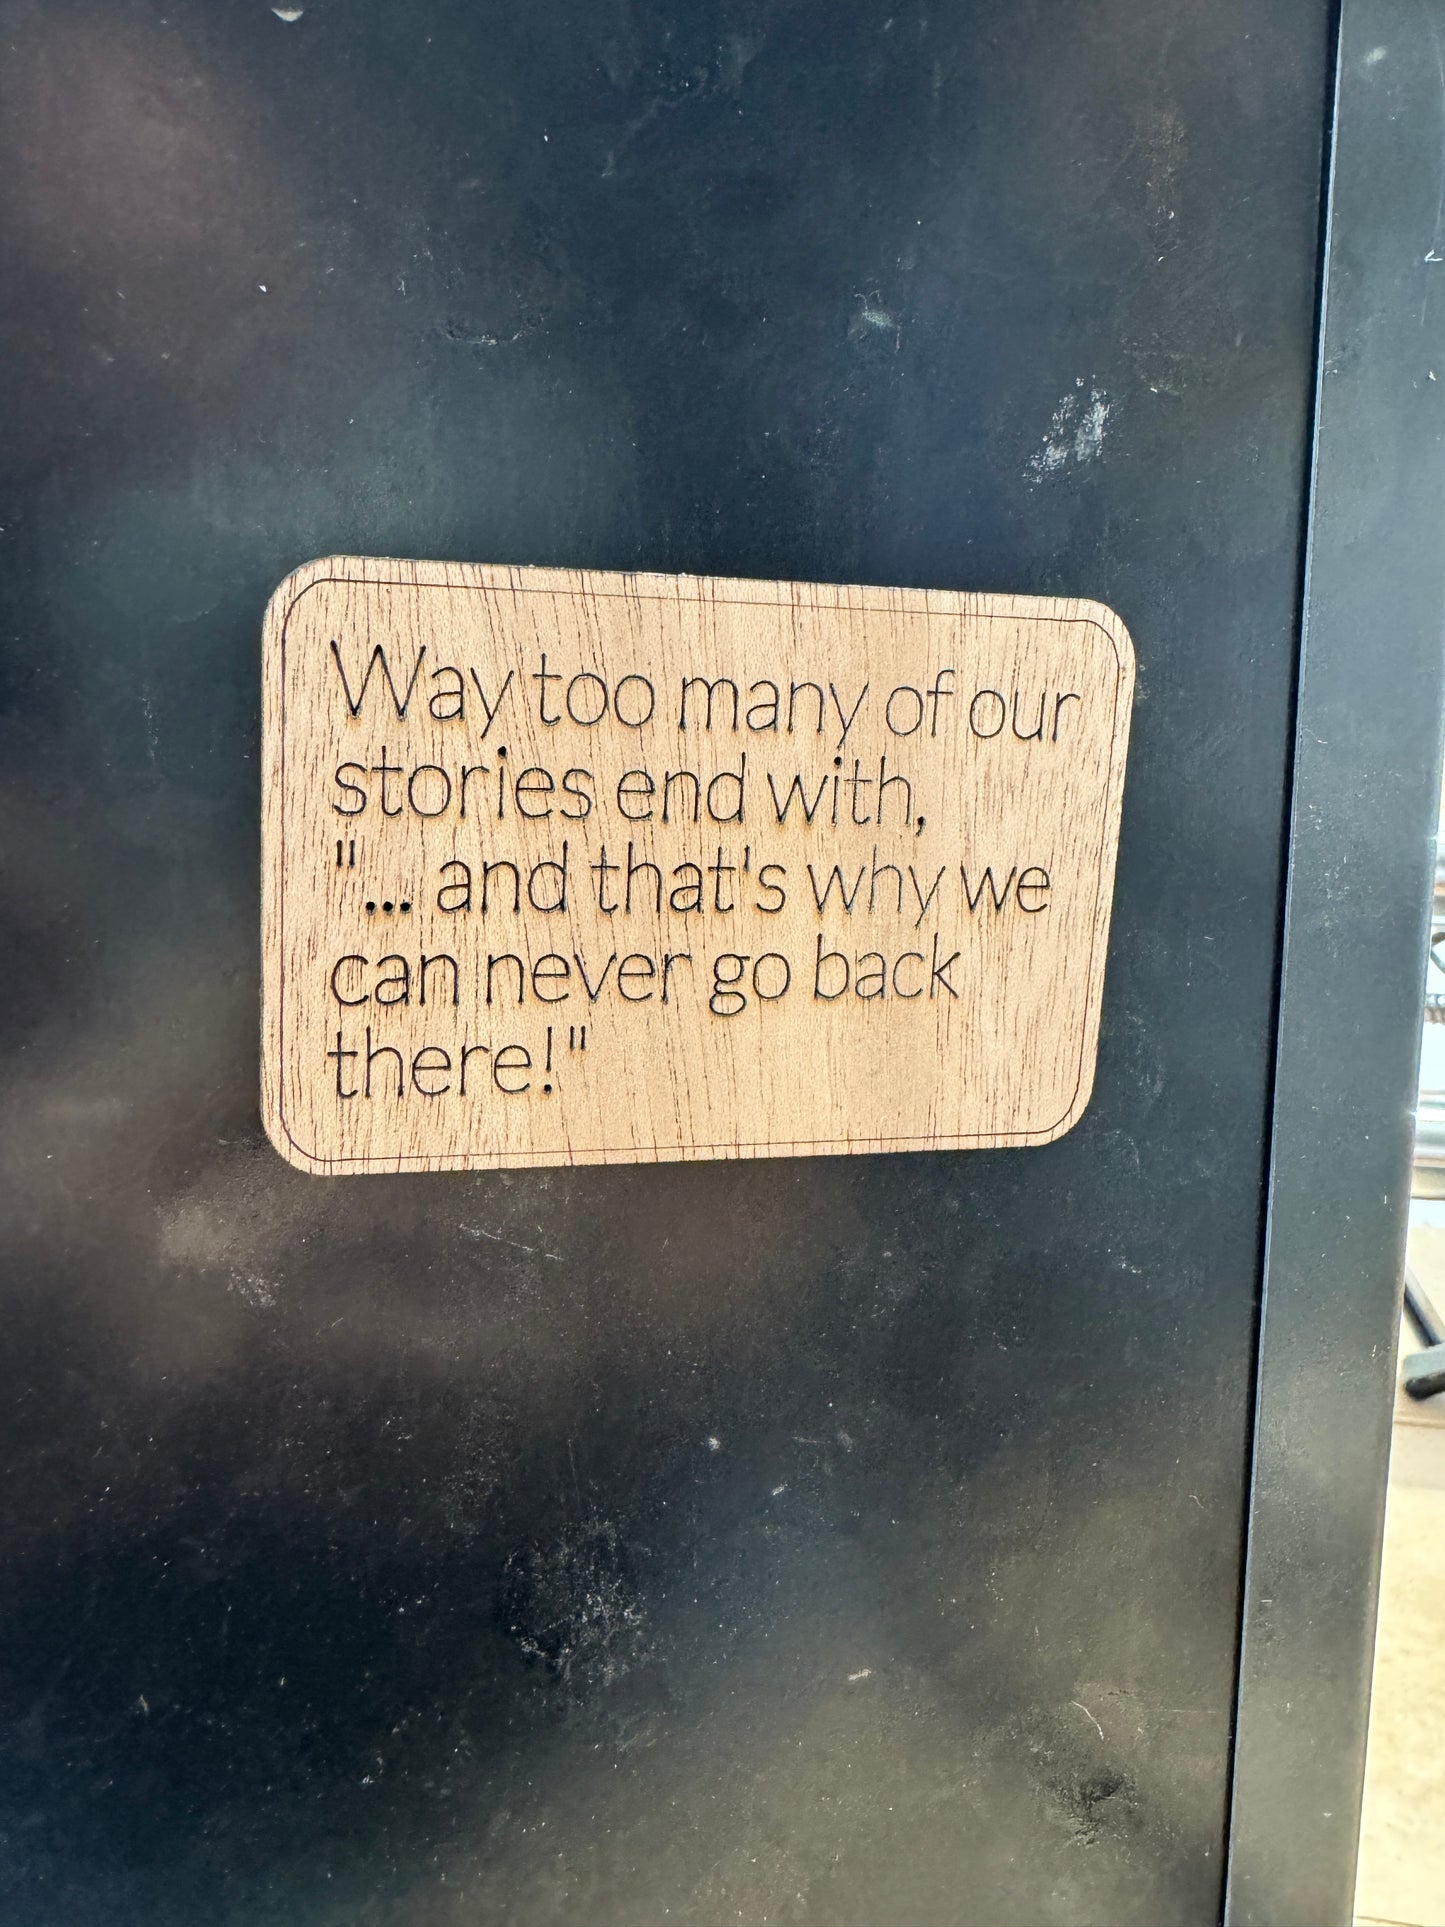 Way too many of our
stories end with,
"... and that's why we
can never go back
there!"